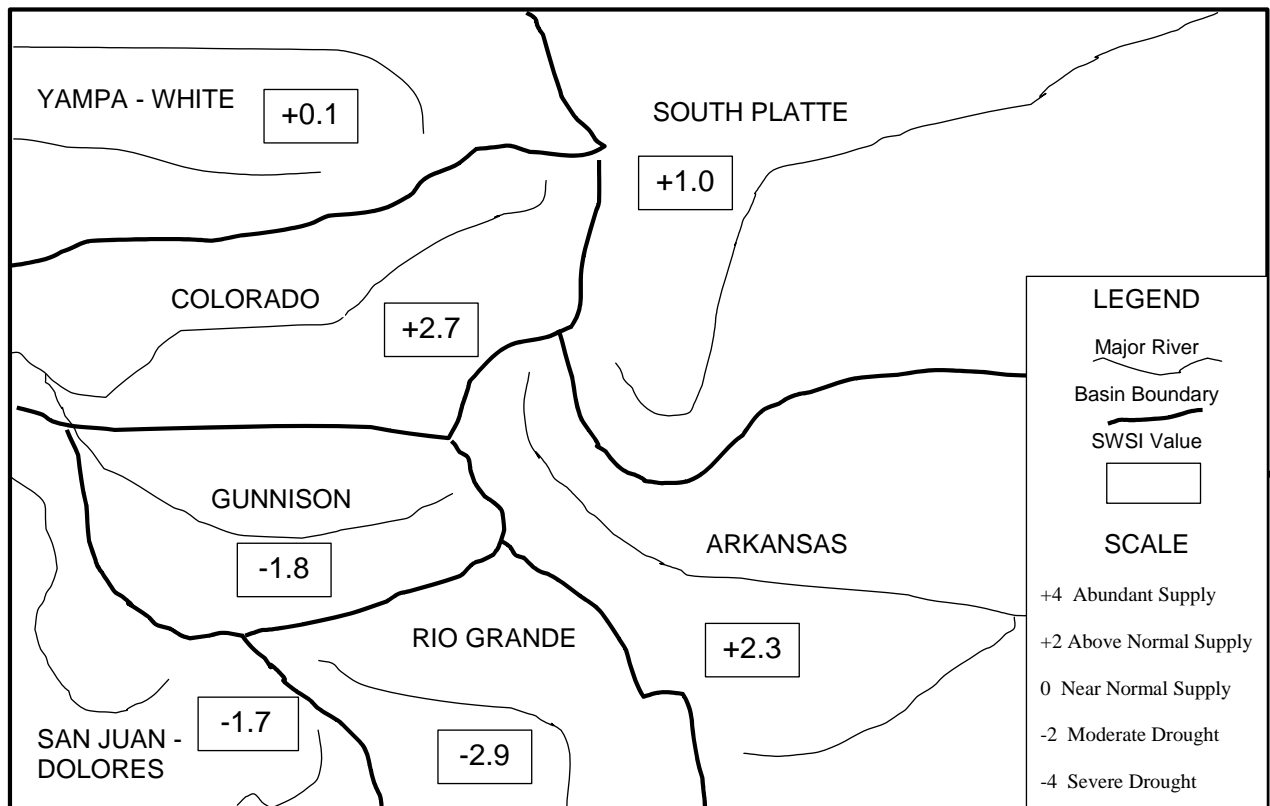 YAMPA - WHITE
+0.1
SOUTH PLATTE
+1.0
COLORADO
+2.7
GUNNISON
-1.8
ARKANSAS
+2.3
RIO GRANDE
-2.9
SAN JUAN -
DOLORES
-1.7
LEGEND
Major River
Basin Boundary
SWSI Value
SCALE
+4 Abundant Supply
+2 Above Normal Supply
0 Near Normal Supply
-2 Moderate Drought
-4 Severe Drought